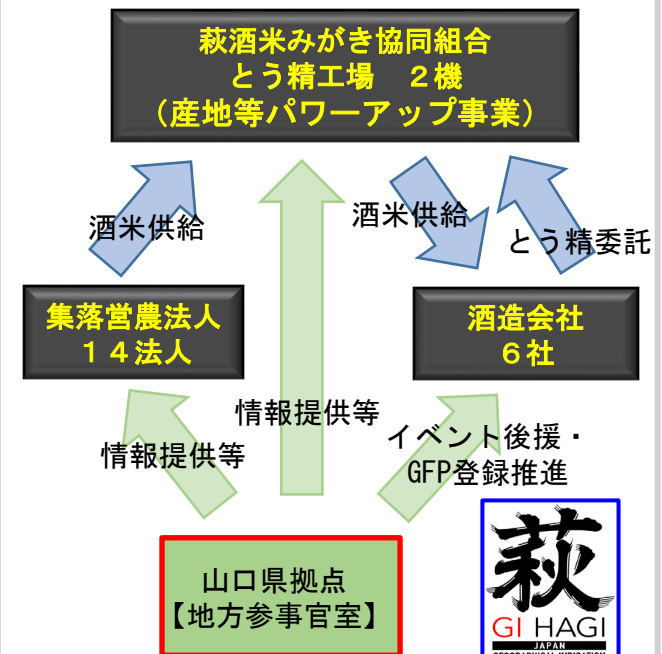 萩酒米みがき協同組合
とう精工場　２機
（産地等パワーアップ事業）
酒米供給
酒米供給
とう精委託
集落営農法人
１４法人
酒造会社
６社
情報提供等
情報提供等
イベント後援・
GFP登録推進
山口県拠点
【地方参事官室】
萩
GI HAGI
JAPAN
GEOGRAPHICAL INDICATION